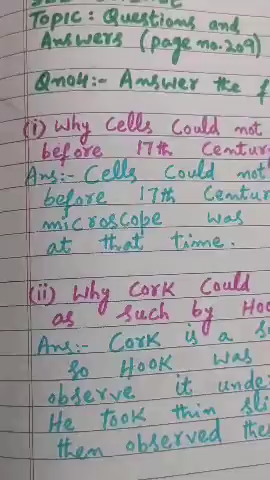 Topic: Questions and
Answers (page no.209)
Qno4:- Answer the f
(i) Why Cells Could not
before 17th Centur
Ans:- Cells Could not
before 17th Centur
microscope was
at that time.
(ii) Why Cork Could
as such by Hoo
Ans:- Cork is a s
So Hook was
observe it unde
He took thin sli
them observed the